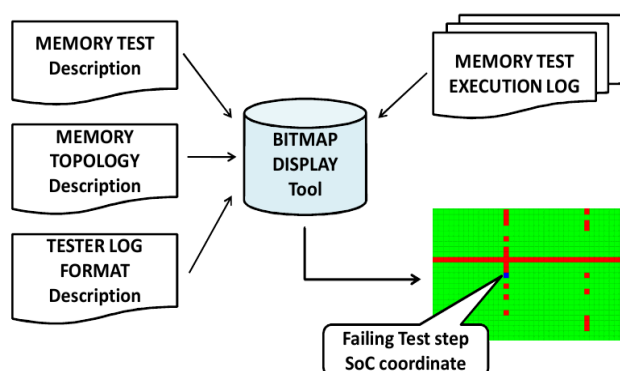 MEMORY TEST
Description
MEMORY
TOPOLOGY
Description
TESTER LOG
FORMAT
Description
BITMAP
DISPLAY
Tool
MEMORY TEST
EXECUTION LOG
Failing Test step
SoC coordinate